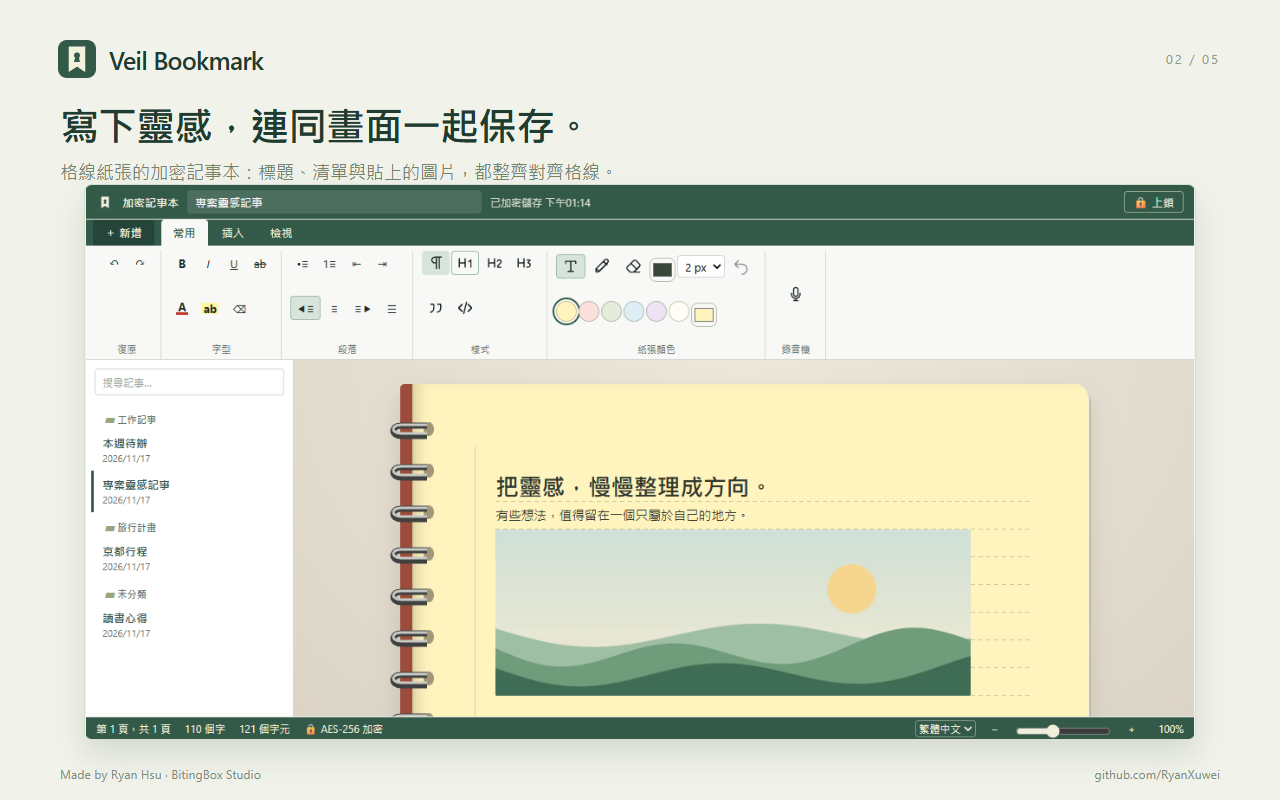 Veil Bookmark
02 / 05
寫下靈感，連同畫面一起保存。
格線紙張的加密記事本：標題、清單與貼上的圖片，都整齊對齊格線。
加密記事本 專案靈感記事 已加密儲存 下午01:14 上鎖
+ 新增 常用 插入 檢視
B I U ab H1 H2 H3 T 2 px
A ab
復原 字型 段落 樣式 紙張顏色 錄音機
搜尋記事...
工作記事
本週待辦
2026/11/17
專案靈感記事
2026/11/17
旅行計畫
京都行程
2026/11/17
未分類
讀書心得
2026/11/17
把靈感，慢慢整理成方向。
有些想法，值得留在一個只屬於自己的地方。
第 1 頁，共 1 頁 110 個字 121 個字元 AES-256 加密 繁體中文 − + 100%
Made by Ryan Hsu · BitingBox Studio
github.com/RyanXuwei